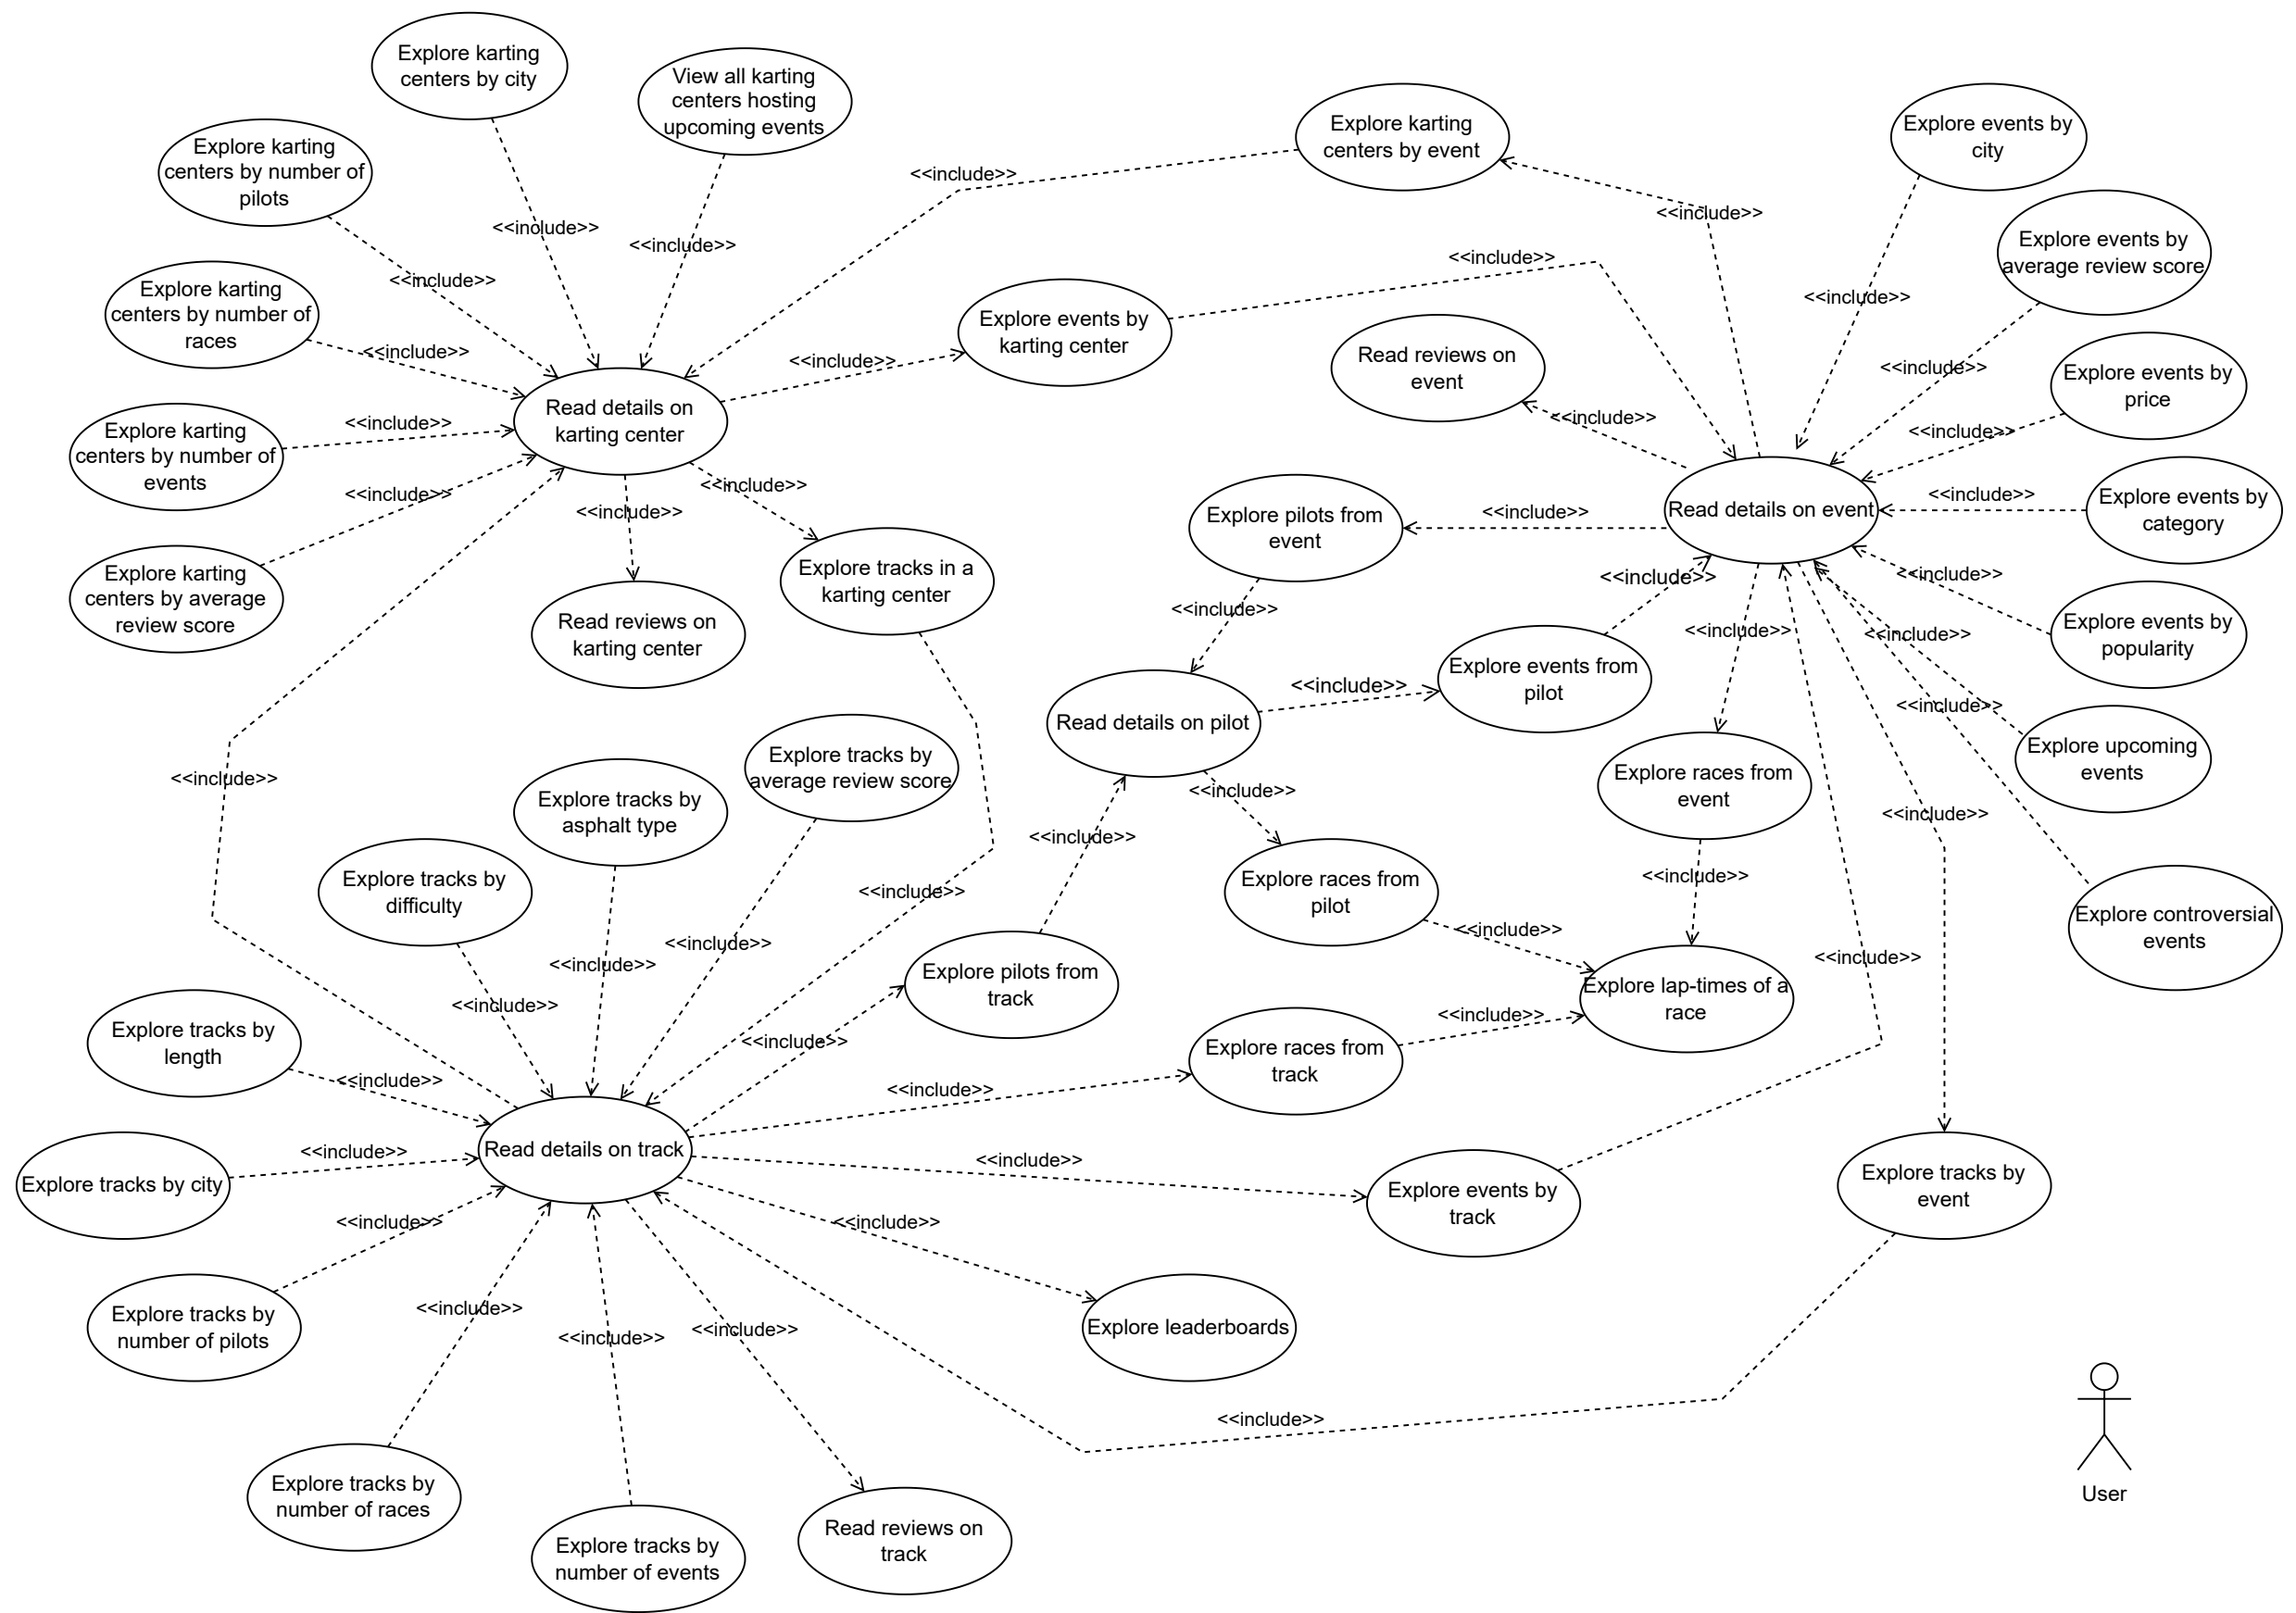 Explore karting
centers by city
View all karting
centers hosting
upcoming events
Explore karting
centers by event
Explore events by
city
Explore karting
centers by number of
pilots
<<include>>
<<include>>
<<include>>
<<include>>
<<include>>
Explore events by
average review score
<<include>>
<<include>>
<<include>>
Explore karting
centers by number of
races
<<include>>
Explore events by
karting center
<<include>>
Read reviews on
event
<<include>>
Explore events by
price
Read details on
karting center
<<include>>
<<include>>
<<include>>
Explore karting
centers by number of
events
<<include>>
<<include>>
<<include>>
<<include>>
Explore events by
category
Read details on event
Explore pilots from
event
<<include>>
Explore karting
centers by average
review score
Explore tracks in a
karting center
<<include>>
<<include>>
<<include>>
Read reviews on
karting center
<<include>>
<<include>>
Explore events by
popularity
Explore events from
pilot
<<include>>
<<include>>
Read details on pilot
Explore tracks by
average review score
Explore upcoming
events
<<include>>
Explore tracks by
asphalt type
Explore races from
event
<<include>>
<<include>>
<<include>>
Explore tracks by
difficulty
<<include>>
Explore races from
pilot
<<include>>
Explore controversial
events
<<include>>
<<include>>
<<include>>
<<include>>
Explore pilots from
track
Explore lap-times of a
race
<<include>>
<<include>>
Explore tracks by
length
<<include>>
Explore races from
track
<<include>>
<<include>>
Read details on track
<<include>>
<<include>>
Explore tracks by city
Explore events by
track
Explore tracks by
event
<<include>>
<<include>>
Explore tracks by
number of pilots
<<include>>
<<include>>
<<include>>
Explore leaderboards
<<include>>
Explore tracks by
number of races
User
Read reviews on
track
Explore tracks by
number of events